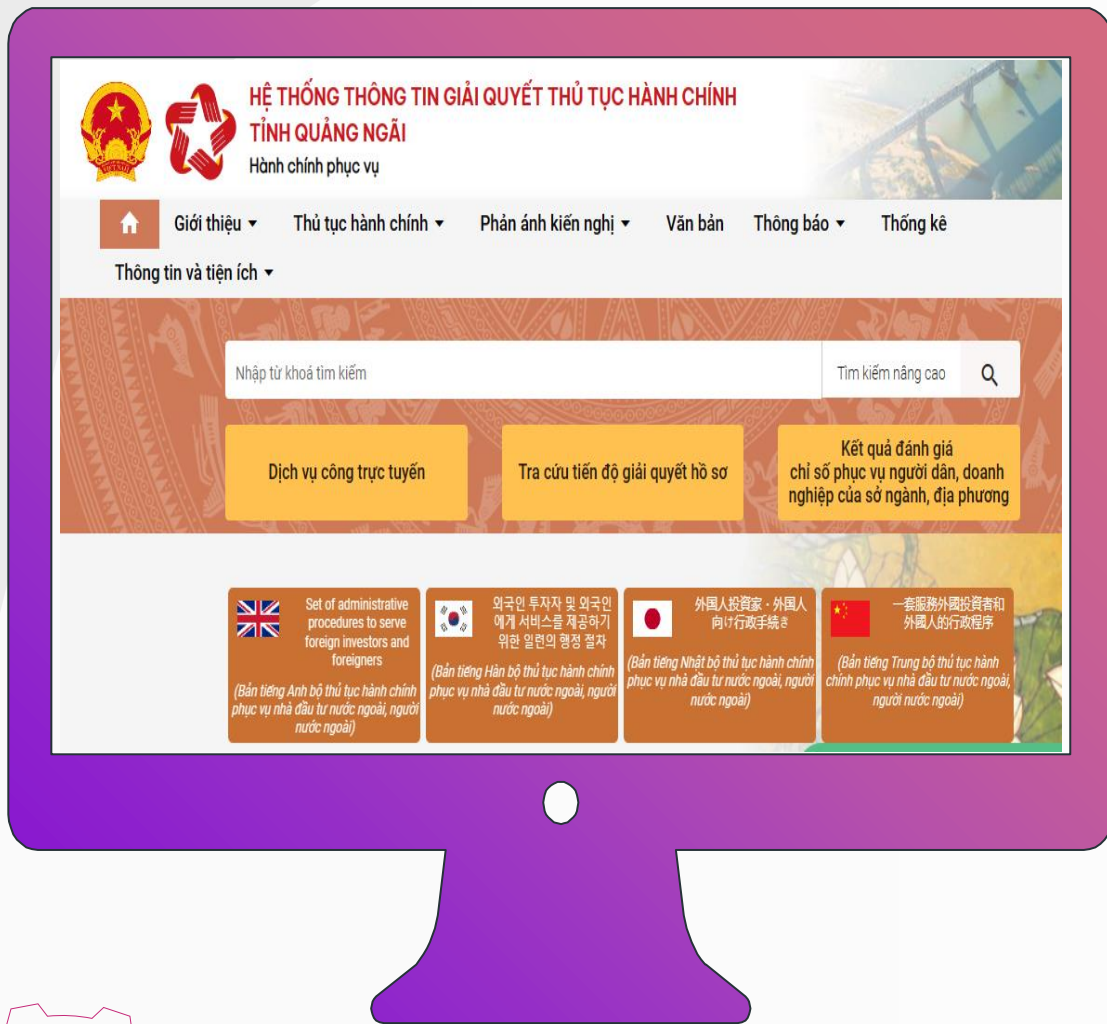 HỆ THỐNG THÔNG TIN GIẢI QUYẾT THỦ TỤC HÀNH CHÍNH
TỈNH QUẢNG NGÃI
Hành chính phục vụ
VIỆT NAM
Giới thiệu Thủ tục hành chính Phản ánh kiến nghị Văn bản Thông báo Thống kê
Thông tin và tiện ích
Nhập từ khoá tìm kiếm Tìm kiếm nâng cao
Dịch vụ công trực tuyến
Tra cứu tiến độ giải quyết hồ sơ
Kết quả đánh giá
chỉ số phục vụ người dân, doanh
nghiệp của sở ngành, địa phương
Set of administrative
procedures to serve
foreign investors and
foreigners
(Bản tiếng Anh bộ thủ tục hành chính
phục vụ nhà đầu tư nước ngoài, người
nước ngoài)
외국인 투자자 및 외국인
에게 서비스를 제공하기
위한 일련의 행정 절차
(Bản tiếng Hàn bộ thủ tục hành chính
phục vụ nhà đầu tư nước ngoài, người
nước ngoài)
外国人投資家・外国人
向け行政手続き
(Bản tiếng Nhật bộ thủ tục hành chính
phục vụ nhà đầu tư nước ngoài, người
nước ngoài)
一套服務外國投資者和
外國人的行政程序
(Bản tiếng Trung bộ thủ tục hành
chính phục vụ nhà đầu tư nước ngoài,
người nước ngoài)